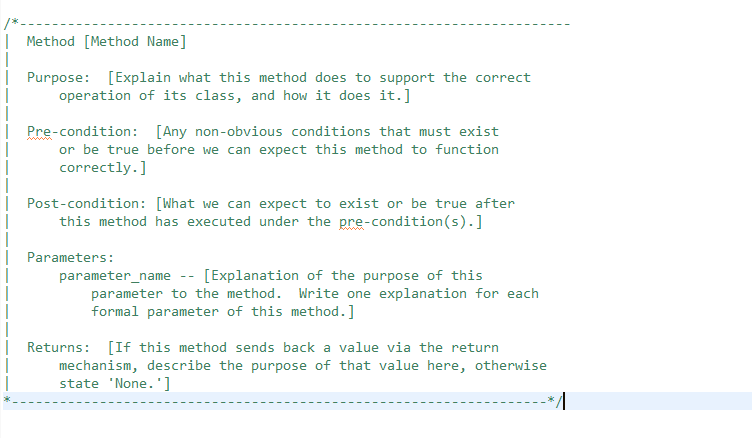 /*---------------------------------------------------------------------
|  Method [Method Name]
|
|  Purpose:  [Explain what this method does to support the correct
|      operation of its class, and how it does it.]
|
|  Pre-condition:  [Any non-obvious conditions that must exist
|      or be true before we can expect this method to function
|      correctly.]
|
|  Post-condition: [What we can expect to exist or be true after
|      this method has executed under the pre-condition(s).]
|
|  Parameters:
|      parameter_name -- [Explanation of the purpose of this
|          parameter to the method.  Write one explanation for each
|          formal parameter of this method.]
|
|  Returns:  [If this method sends back a value via the return
|      mechanism, describe the purpose of that value here, otherwise
|      state 'None.']
*-------------------------------------------------------------------*/